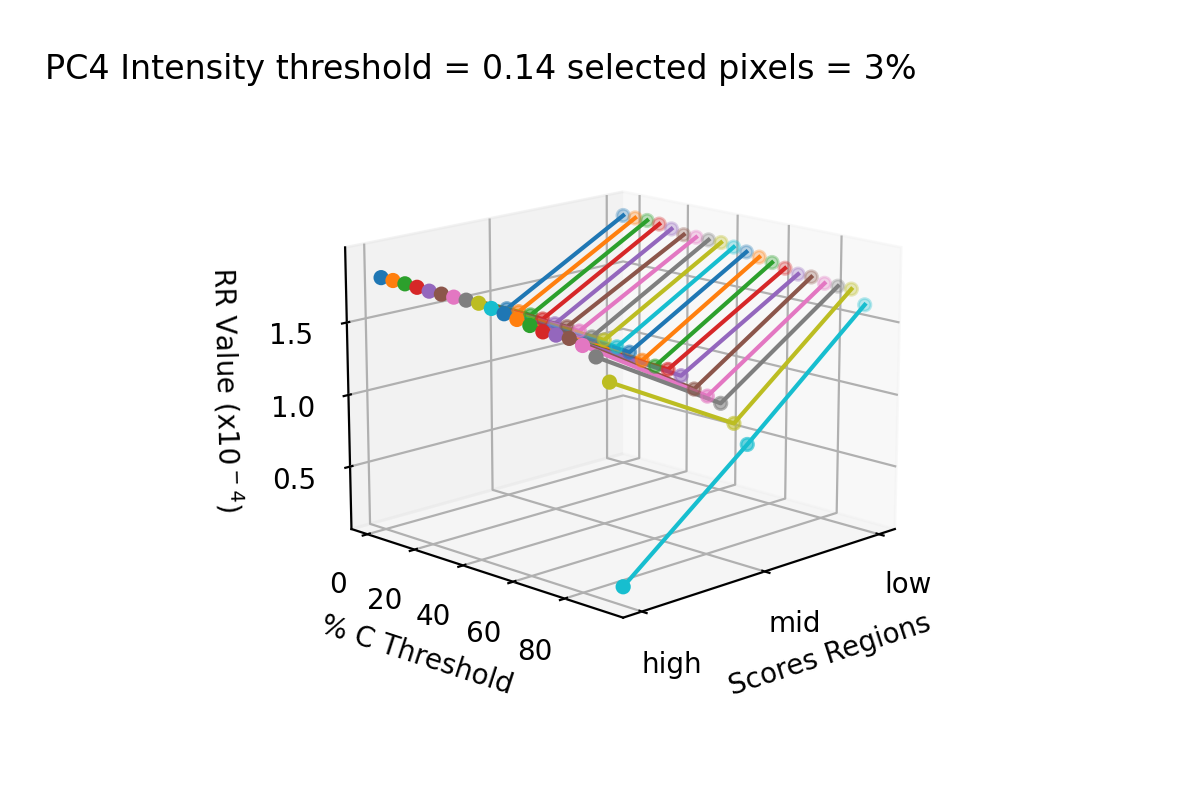 PC4 Intensity threshold = 0.14 selected pixels = 3%
RR Value (x10⁻⁴)
1.5
1.0
0.5
0
20
40
60
80
% C Threshold
high
mid
low
Scores Regions